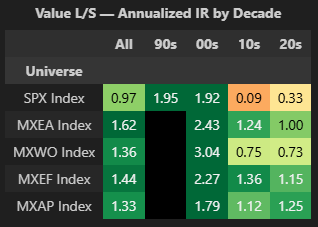 Value L/S — Annualized IR by Decade
All 90s 00s 10s 20s
Universe
SPX Index 0.97 1.95 1.92 0.09 0.33
MXEA Index 1.62 2.43 1.24 1.00
MXWO Index 1.36 3.04 0.75 0.73
MXEF Index 1.44 2.27 1.36 1.15
MXAP Index 1.33 1.79 1.12 1.25